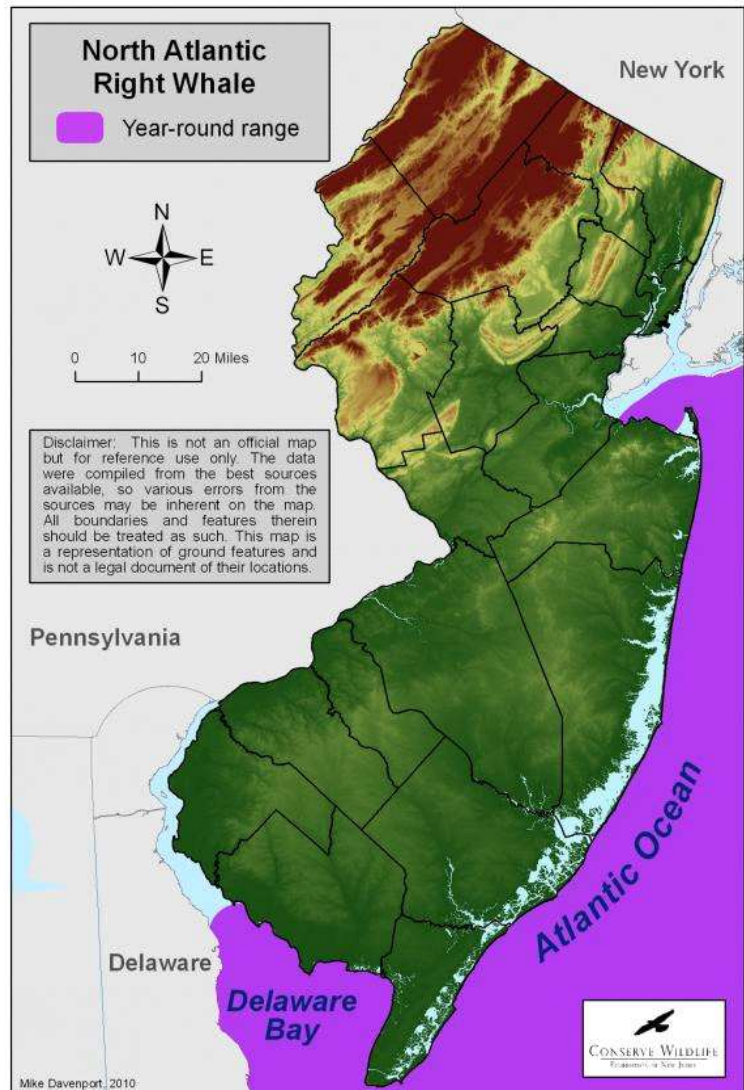 North Atlantic
Right Whale
Year-round range
New York
N
W E
S
0 10 20 Miles
Disclaimer: This is not an official map
but for reference use only. The data
were compiled from the best sources
available, so various errors from the
sources may be inherent on the map.
All boundaries and features therein
should be treated as such. This map is
a representation of ground features and
is not a legal document of their locations.
Pennsylvania
Atlantic Ocean
Delaware
Delaware
Bay
CONSERVE WILDLIFE
FOUNDATION OF NEW JERSEY
Mike Davenport, 2010